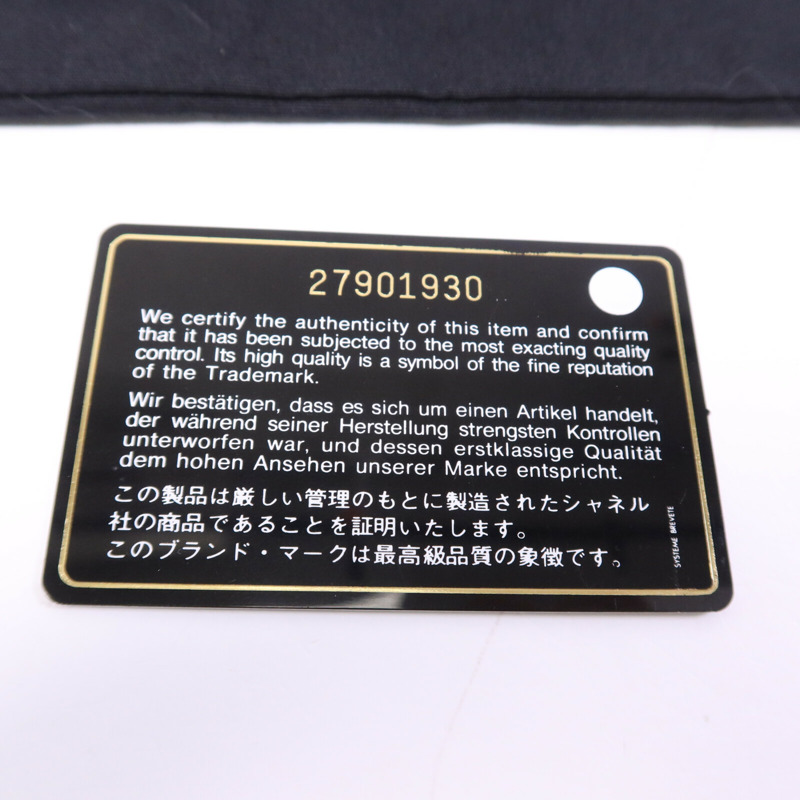 27901930
We certify the authenticity of this item and confirm
that it has been subjected to the most exacting quality
control. Its high quality is a symbol of the fine reputation
of the Trademark.
Wir bestätigen, dass es sich um einen Artikel handelt,
der während seiner Herstellung strengsten Kontrollen
unterworfen war, und dessen erstklassige Qualität
dem hohen Ansehen unserer Marke entspricht.
この製品は厳しい管理のもとに製造されたシャネル
社の商品であることを証明いたします。
このブランド・マークは最高級品質の象徴です。
SYSTEME BREVETE